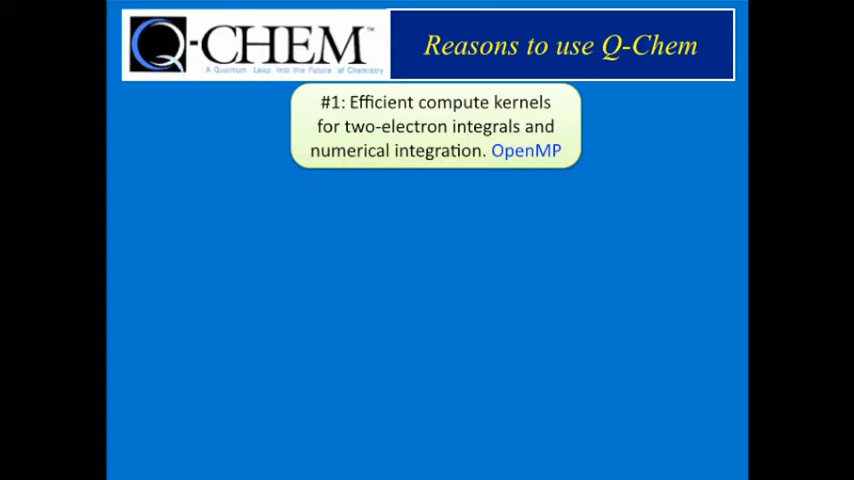 Q-CHEM™
A Quantum Leap Into the Future of Chemistry
Reasons to use Q-Chem
#1: Efficient compute kernels
for two-electron integrals and
numerical integration. OpenMP